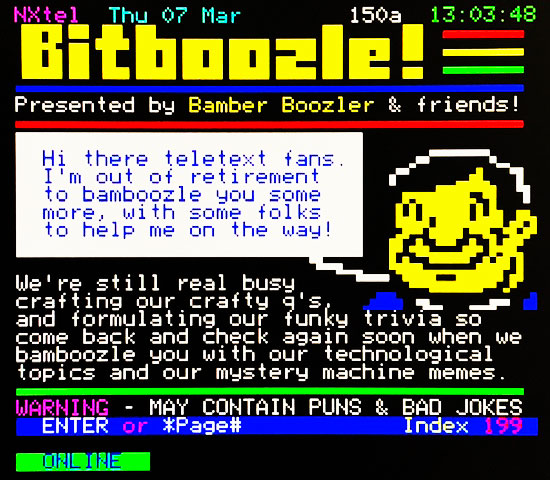 NXtel Thu 07 Mar 150a 13:03:48
Bitboozle!
Presented by Bamber Boozler & friends!
Hi there teletext fans.
I'm out of retirement
to bamboozle you some
more, with some folks
to help me on the way!
We're still real busy
crafting our crafty q's,
and formulating our funky trivia so
come back and check again soon when we
bamboozle you with our technological
topics and our mystery machine memes.
WARNING - MAY CONTAIN PUNS & BAD JOKES
ENTER or *Page# Index 199
ONLINE